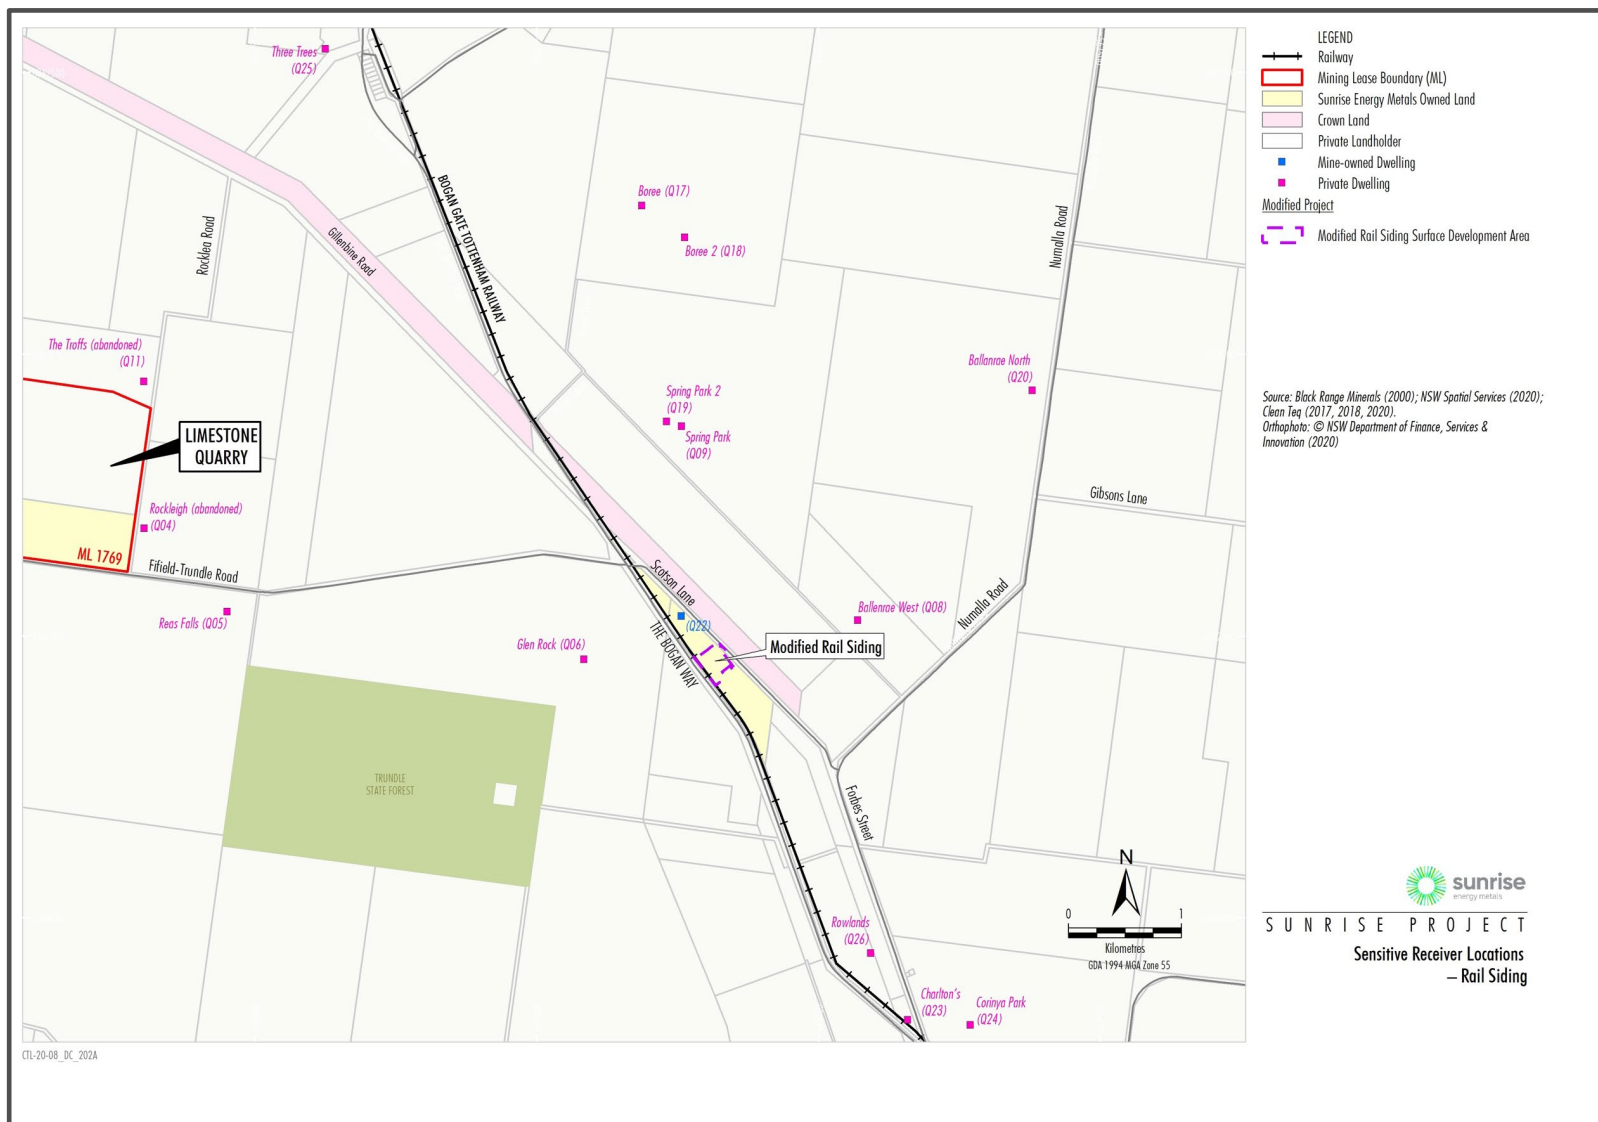 Three Trees
(Q25)
BOGAN GATE TOTTENHAM RAILWAY
Rocklea Road
Gillenbine Road
Boree (Q17)
Boree 2 (Q18)
Numalla Road
The Troffs (abandoned)
(Q11)
Spring Park 2
(Q19)
Spring Park
(Q09)
Ballanrae North
(Q20)
LIMESTONE
QUARRY
Rockleigh (abandoned)
(Q04)
ML 1769
Fifield-Trundle Road
Gibsons Lane
Reas Falls (Q05)
Glen Rock (Q06)
Scotson Lane
(Q22)
THE BOGAN WAY
Modified Rail Siding
Ballenrae West (Q08)
Numalla Road
TRUNDLE
STATE FOREST
Forbes Street
Rowlands
(Q26)
Charlton's
(Q23)
Corinya Park
(Q24)
N
0 1
Kilometres
GDA 1994 MGA Zone 55
CTL-20-08_DC_202A
LEGEND
Railway
Mining Lease Boundary (ML)
Sunrise Energy Metals Owned Land
Crown Land
Private Landholder
Mine-owned Dwelling
Private Dwelling
Modified Project
Modified Rail Siding Surface Development Area
Source: Black Range Minerals (2000); NSW Spatial Services (2020);
Clean Teq (2017, 2018, 2020).
Orthophoto: © NSW Department of Finance, Services &
Innovation (2020)
sunrise
energy metals
SUNRISE PROJECT
Sensitive Receiver Locations
– Rail Siding